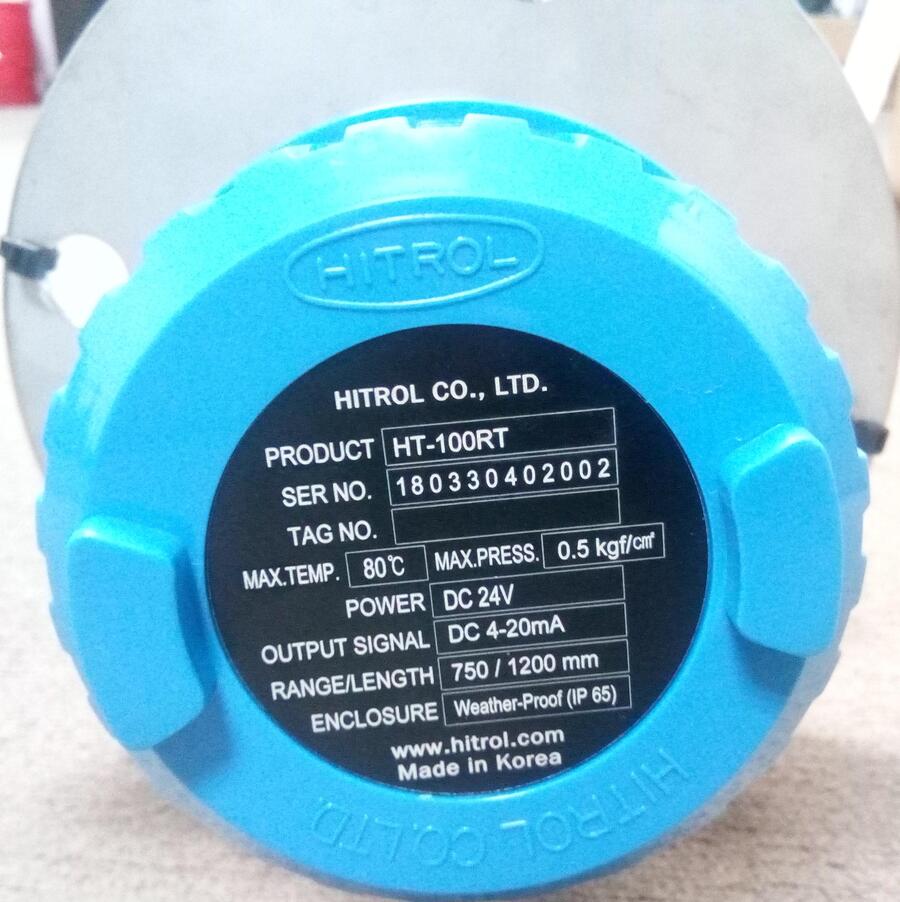 HITROL
HITROL CO., LTD.
PRODUCT HT-100RT
SER NO. 180330402002
TAG NO.
MAX.TEMP. 80℃ MAX.PRESS. 0.5 kgf/㎠
POWER DC 24V
OUTPUT SIGNAL DC 4-20mA
RANGE/LENGTH 750 / 1200 mm
ENCLOSURE Weather-Proof (IP 65)
www.hitrol.com
Made in Korea
HITROL CO.LTD.